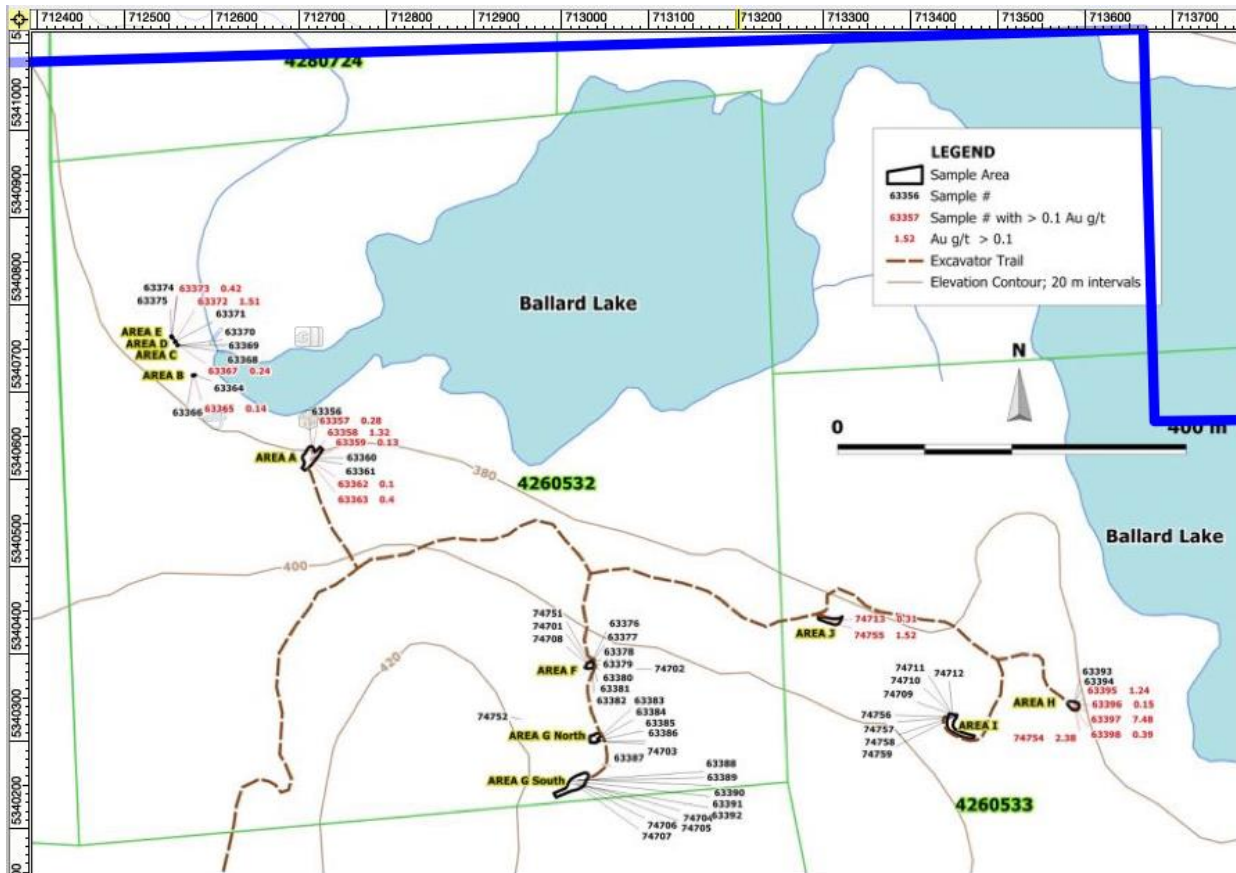 712400 712500 712600 712700 712800 712900 713000 713100 713200 713300 713400 713500 713600 713700
5341000
5340900
5340800
5340700
5340600
5340500
5340400
5340300
5340200
4280724
LEGEND
Sample Area
63356 Sample #
63357 Sample # with > 0.1 Au g/t
1.52 Au g/t > 0.1
Excavator Trail
Elevation Contour; 20 m intervals
N
0 400 m
Ballard Lake
63374 63373 0.42
63375 63372 1.51
63371
AREA E
63370
AREA D
63369
AREA C
63368
63367 0.24
AREA B
63364
63366 63365 0.14
63356
63357 0.28
63358 1.32
63359 0.13
AREA A
63360
63361
63362 0.1
63363 0.4
380
4260532
Ballard Lake
400
420
74751
74701
74708
63376
63377
63378
63379
74702
AREA F
63380
63381
63382 63383
63384
63385
63386
74752
AREA G North
74703
63387
63388
63389
AREA G South
63390
63391
63392
74704
74705
74706
74707
74713 0.31
AREA J
74755 1.52
74711
74712
74710
74709
74756
AREA I
74757
74758
74759
63393
63394
63395 1.24
AREA H
63396 0.15
63397 7.48
63398 0.39
74754 2.38
4260533